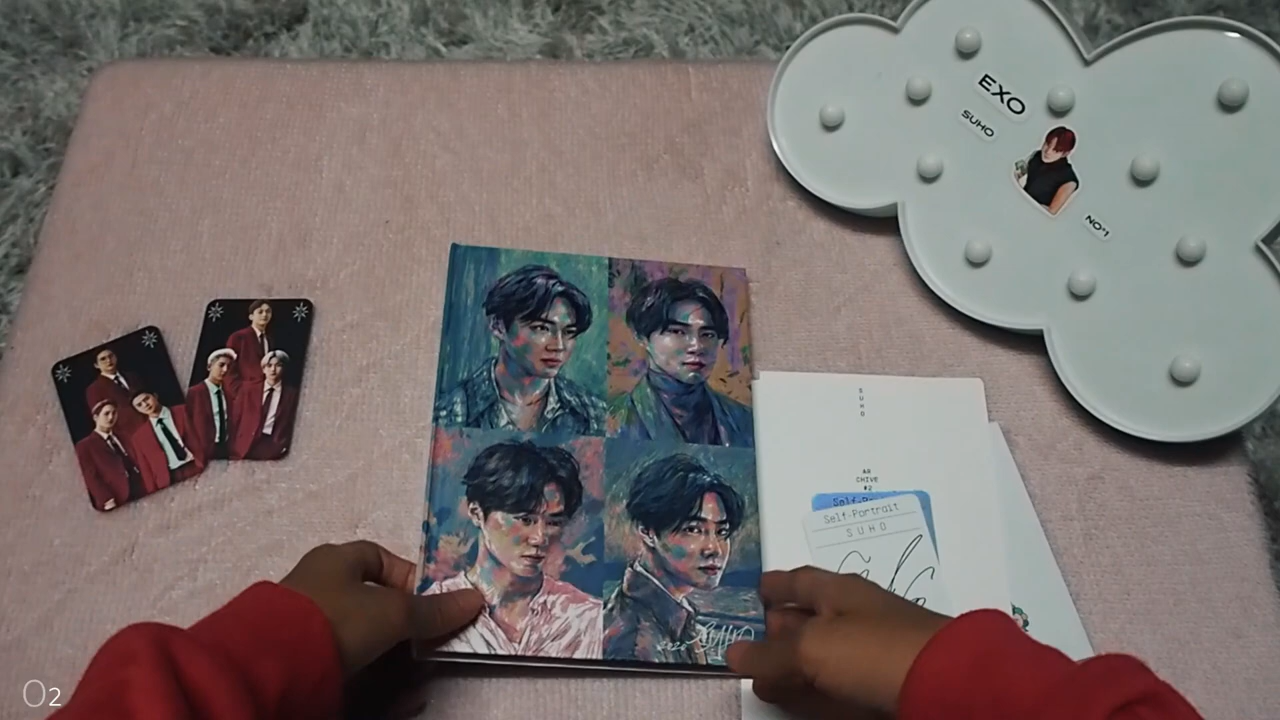 EXO
SUHO
NO°1
S
U
H
O
AR
CHIVE
#2
Self-Portrait
SUHO
SUHO
O2